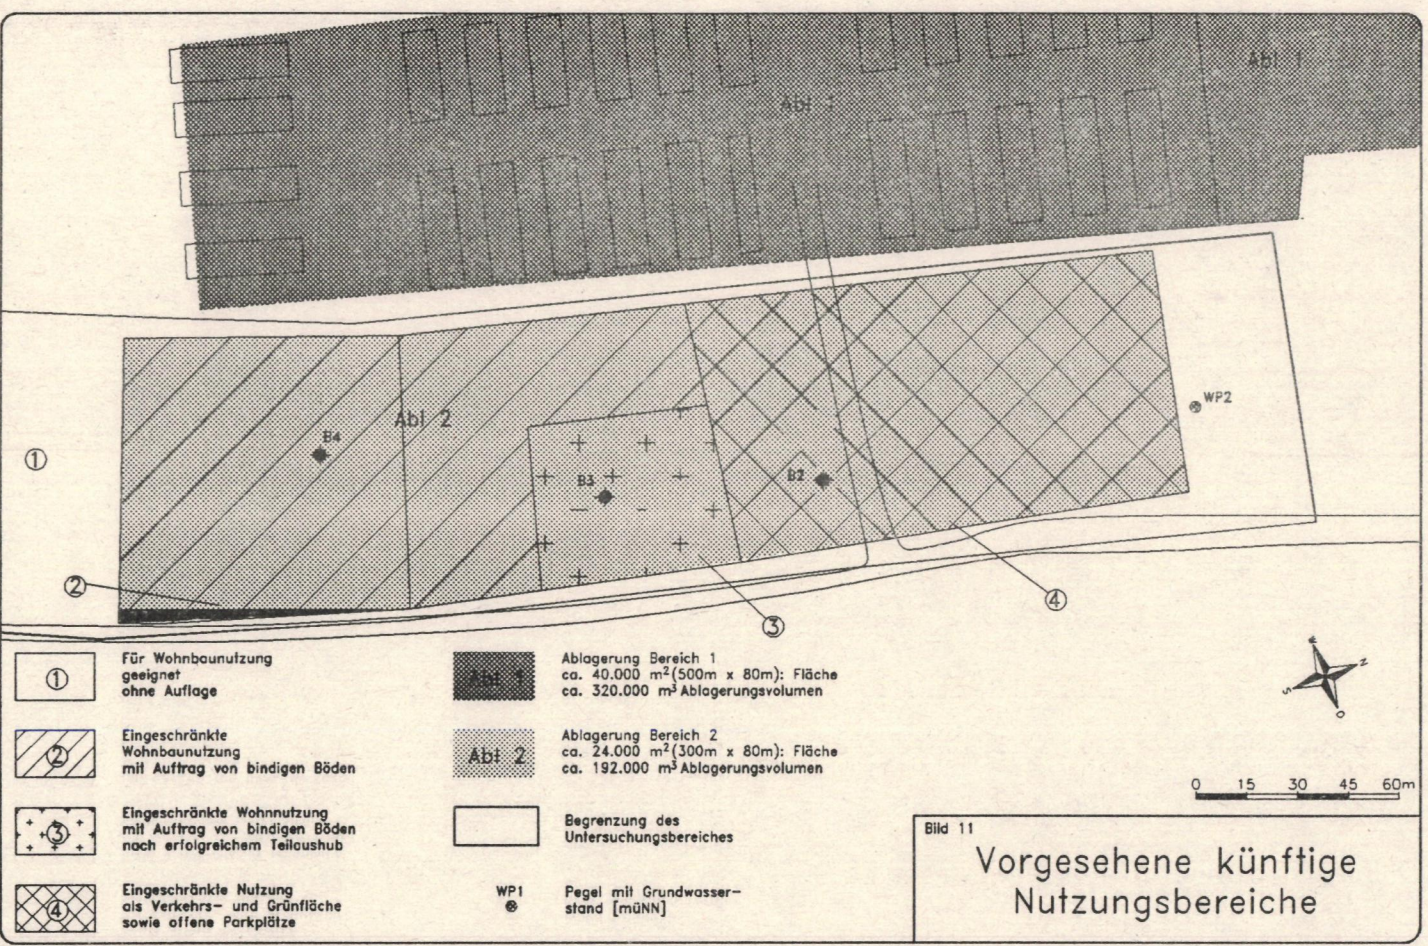 Abl 1
Abl 1
Abl 2
B4
B3
B2
WP2
①
②
③
④
①
Für Wohnbaunutzung
geeignet
ohne Auflage
②
Eingeschränkte
Wohnbaunutzung
mit Auftrag von bindigen Böden
③
Eingeschränkte Wohnnutzung
mit Auftrag von bindigen Böden
nach erfolgreichem Teilaushub
④
Eingeschränkte Nutzung
als Verkehrs- und Grünfläche
sowie offene Parkplätze
Abl 1
Ablagerung Bereich 1
ca. 40.000 m²(500m x 80m): Fläche
ca. 320.000 m³ Ablagerungsvolumen
Abl 2
Ablagerung Bereich 2
ca. 24.000 m²(300m x 80m): Fläche
ca. 192.000 m³ Ablagerungsvolumen
Begrenzung des
Untersuchungsbereiches
WP1
Pegel mit Grundwasser-
stand [müNN]
W
N
S
O
0 15 30 45 60m
Bild 11
Vorgesehene künftige
Nutzungsbereiche